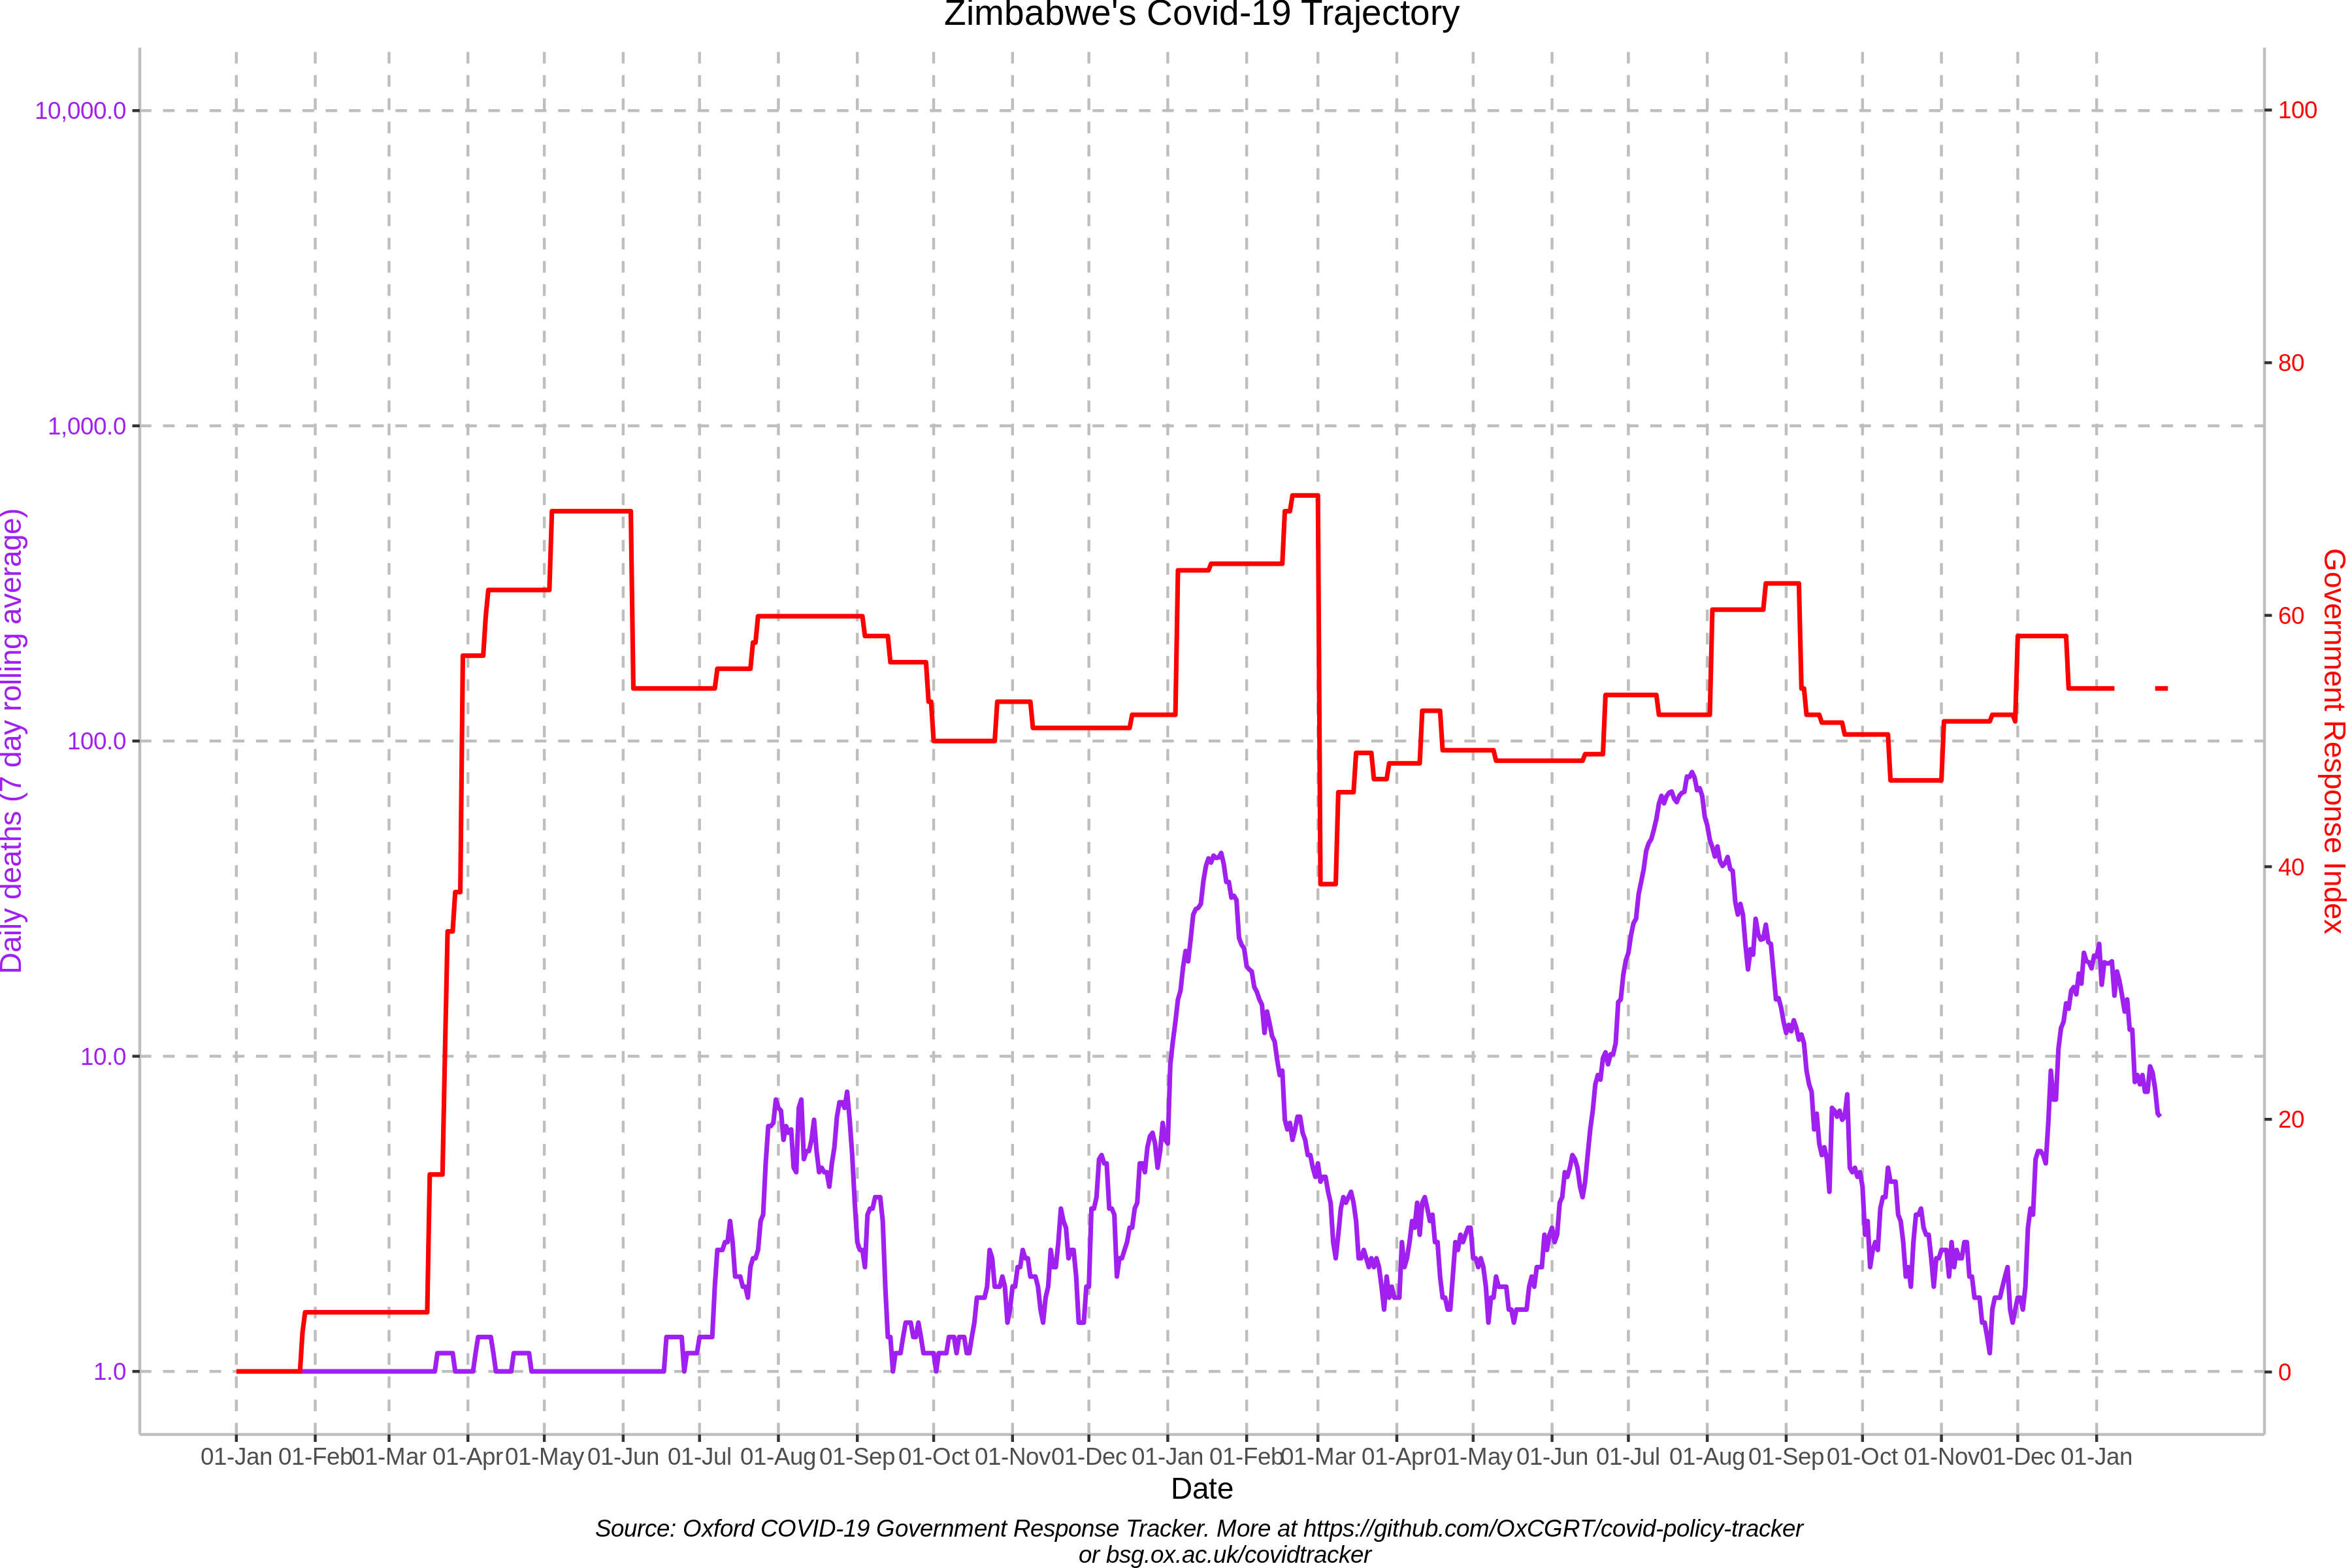 Zimbabwe's Covid-19 Trajectory
10,000.0
1,000.0
100.0
10.0
1.0
Daily deaths (7 day rolling average)
100
80
60
40
20
0
Government Response Index
01-Jan 01-Feb 01-Mar 01-Apr 01-May 01-Jun 01-Jul 01-Aug 01-Sep 01-Oct 01-Nov 01-Dec 01-Jan 01-Feb 01-Mar 01-Apr 01-May 01-Jun 01-Jul 01-Aug 01-Sep 01-Oct 01-Nov 01-Dec 01-Jan
Date
Source: Oxford COVID-19 Government Response Tracker. More at https://github.com/OxCGRT/covid-policy-tracker
or bsg.ox.ac.uk/covidtracker